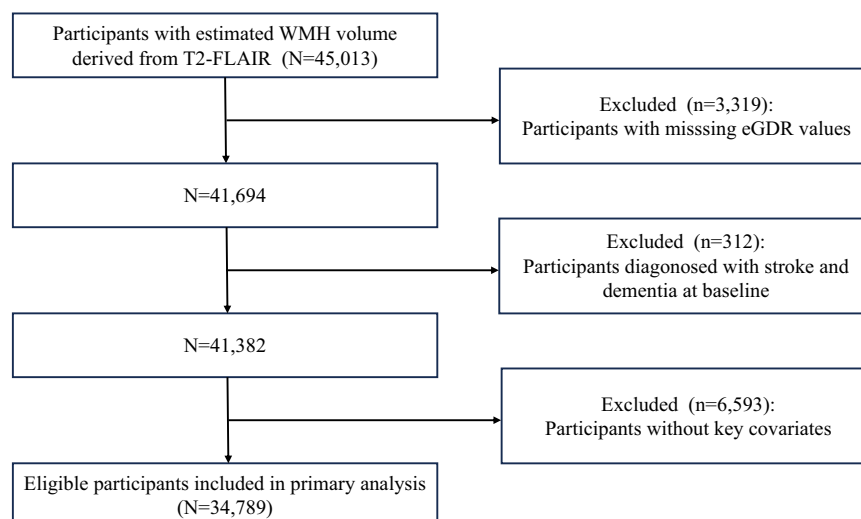 Participants with estimated WMH volume
derived from T2-FLAIR (N=45,013)
Excluded (n=3,319):
Participants with misssing eGDR values
N=41,694
Excluded (n=312):
Participants diagonosed with stroke and
dementia at baseline
N=41,382
Excluded (n=6,593):
Participants without key covariates
Eligible participants included in primary analysis
(N=34,789)